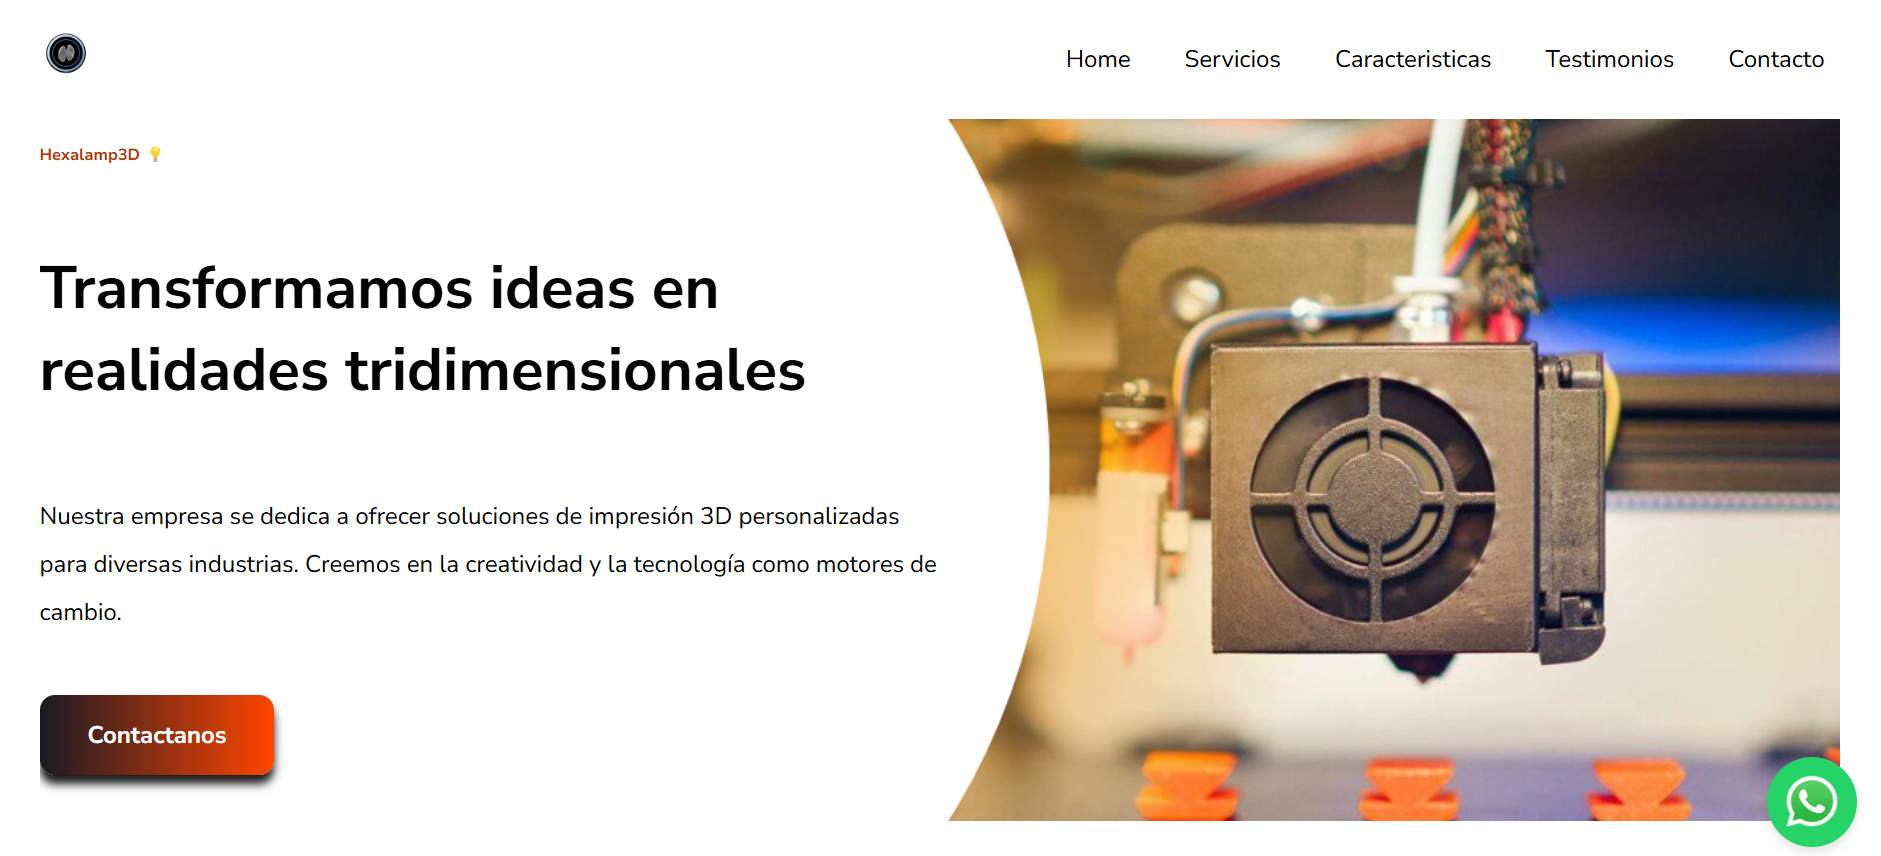 Home Servicios Caracteristicas Testimonios Contacto
Hexalamp3D 💡
Transformamos ideas en
realidades tridimensionales
Nuestra empresa se dedica a ofrecer soluciones de impresión 3D personalizadas
para diversas industrias. Creemos en la creatividad y la tecnología como motores de
cambio.
Contactanos